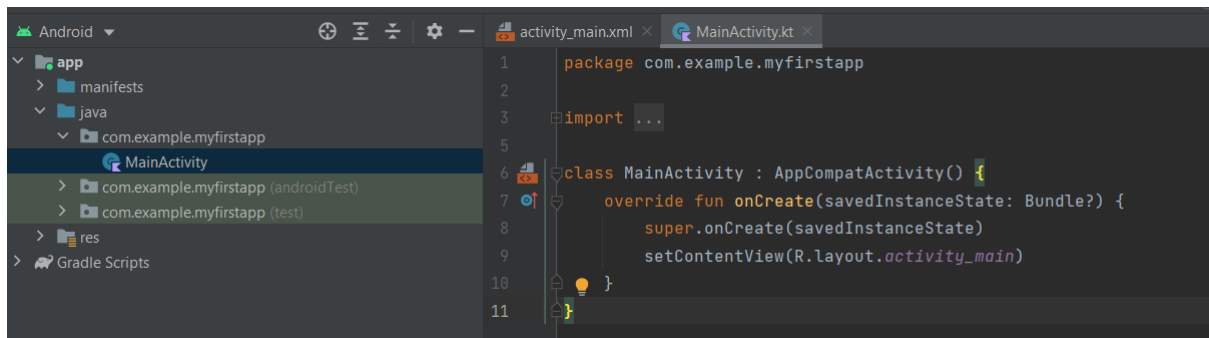 Android
app
manifests
java
com.example.myfirstapp
MainActivity
com.example.myfirstapp (androidTest)
com.example.myfirstapp (test)
res
Gradle Scripts
activity_main.xml MainActivity.kt
1 package com.example.myfirstapp
2
3 import ...
5
6 class MainActivity : AppCompatActivity() {
7 override fun onCreate(savedInstanceState: Bundle?) {
8 super.onCreate(savedInstanceState)
9 setContentView(R.layout.activity_main)
10 }
11 }